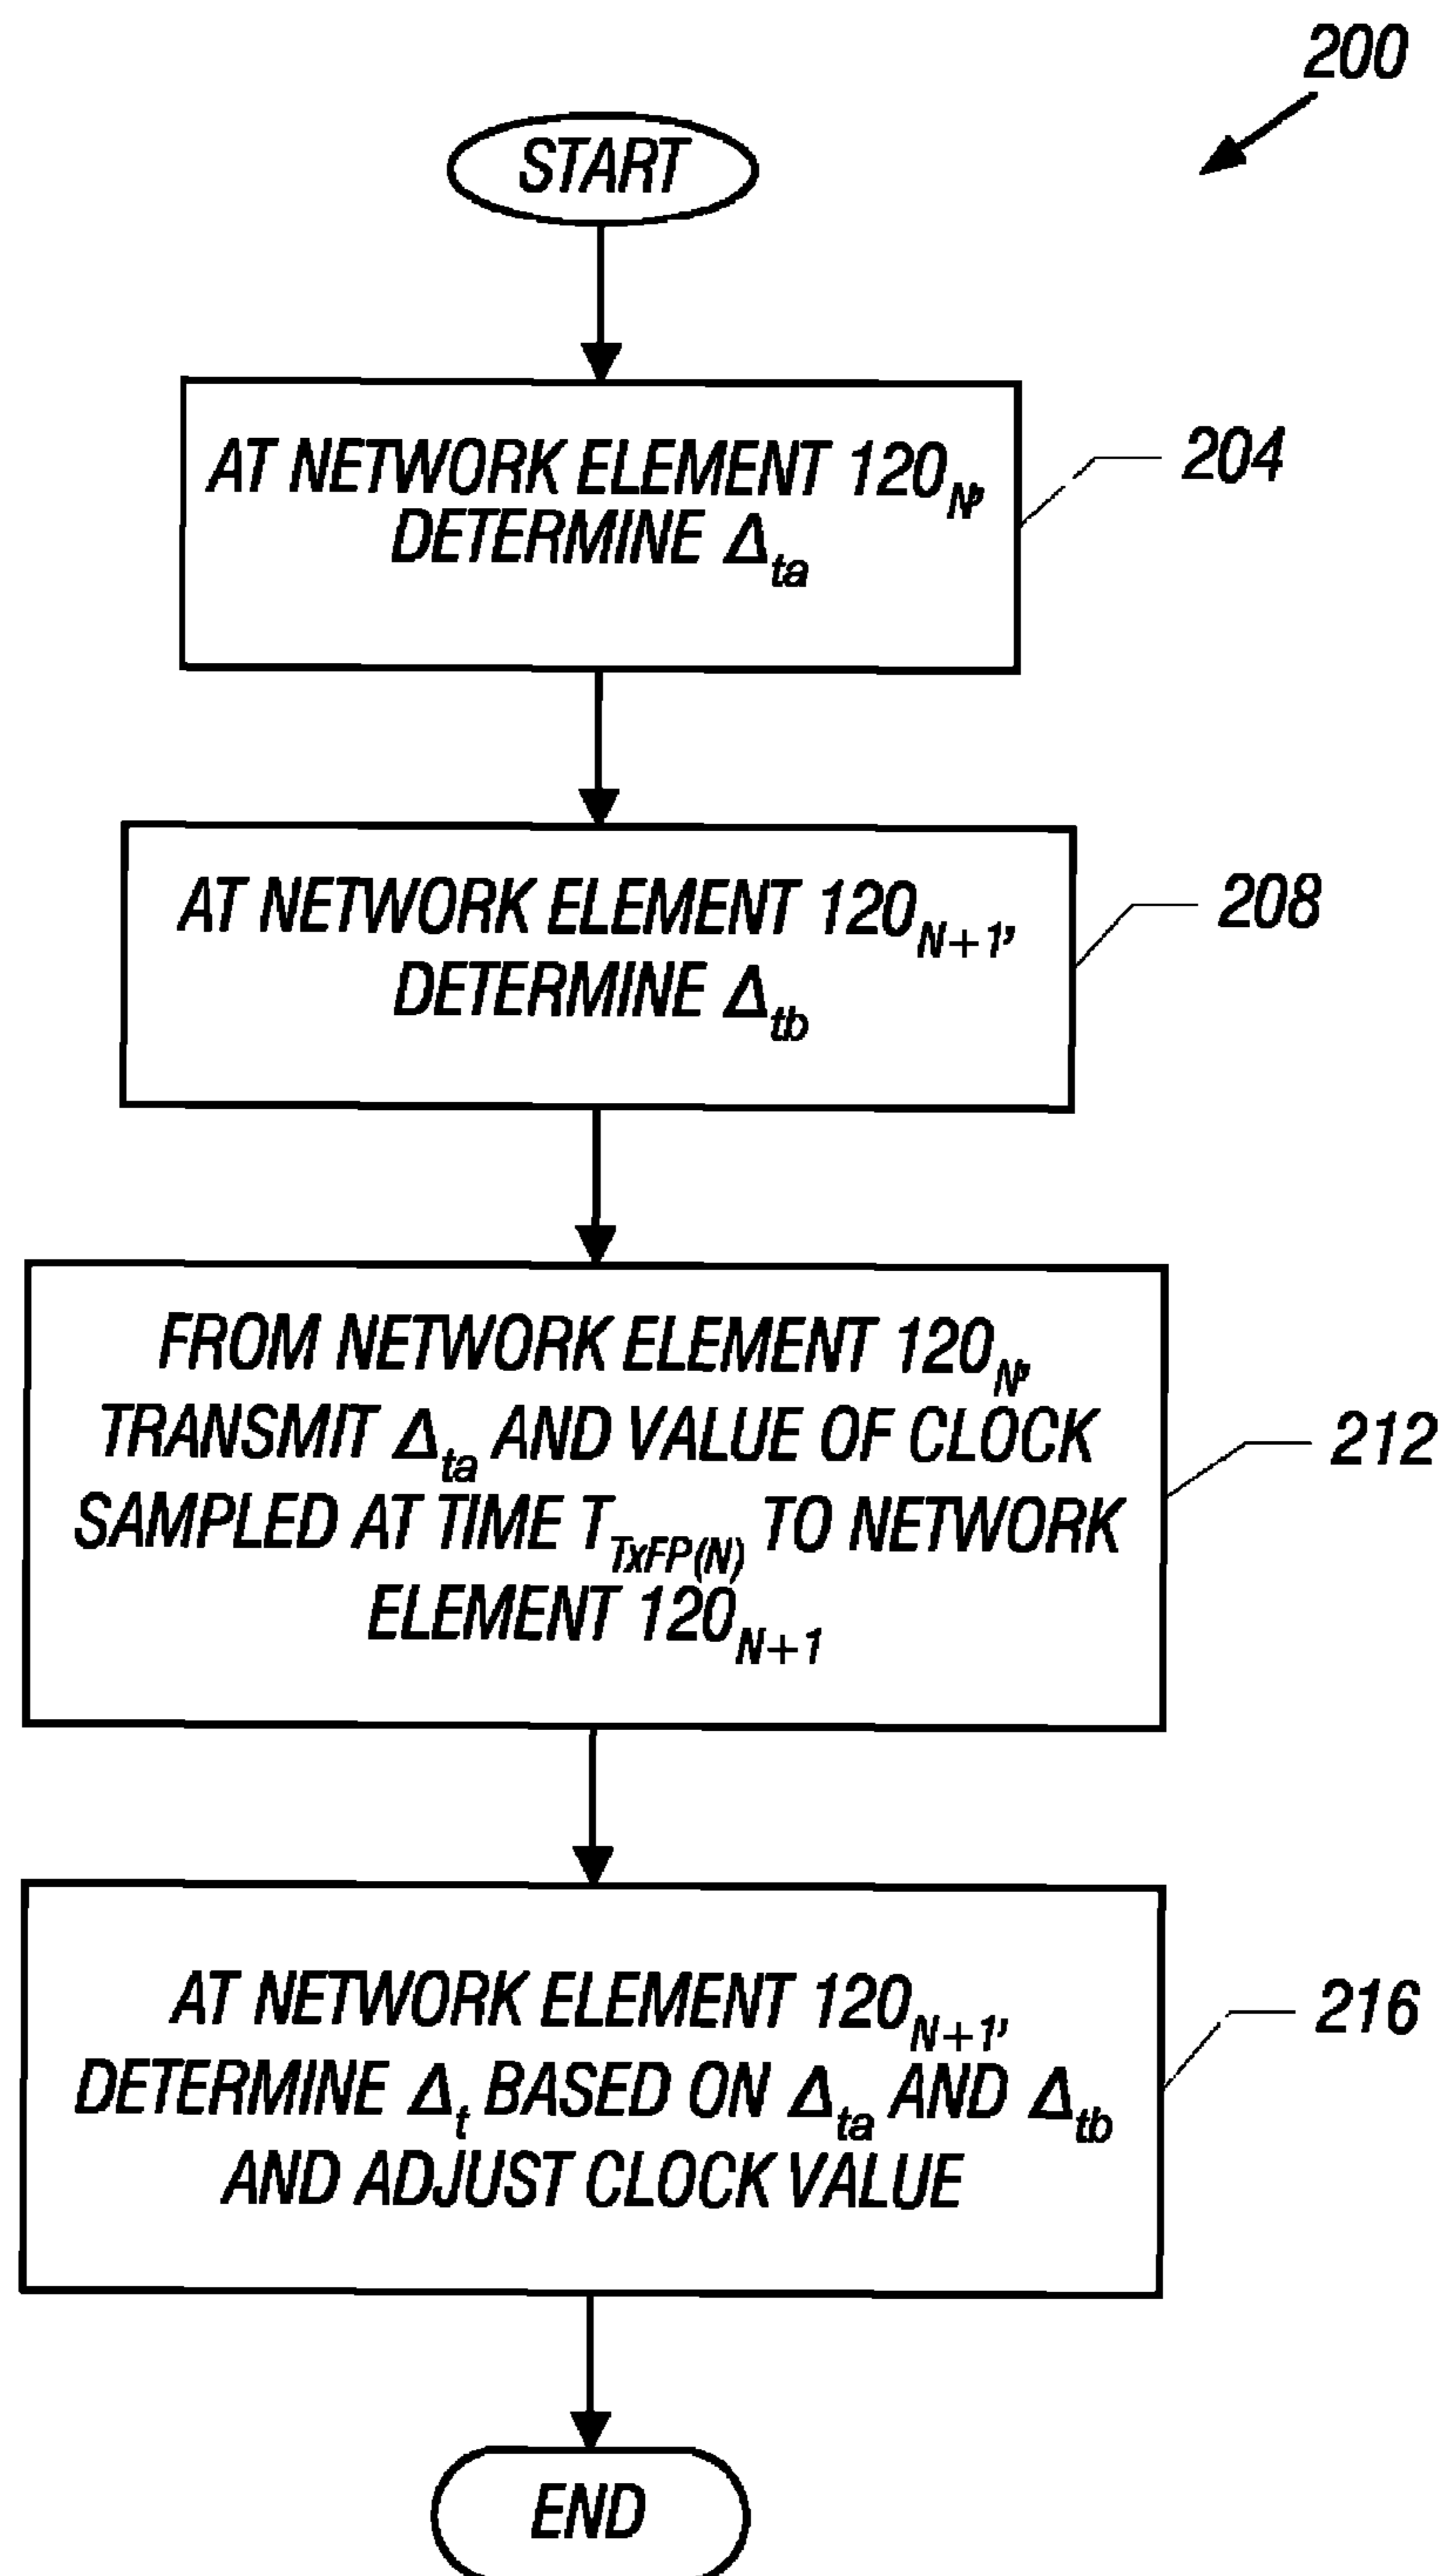 200
START
AT NETWORK ELEMENT 120N,
DETERMINE Δta
204
AT NETWORK ELEMENT 120N+1,
DETERMINE Δtb
208
FROM NETWORK ELEMENT 120N,
TRANSMIT Δta AND VALUE OF CLOCK
SAMPLED AT TIME TTxFP(N) TO NETWORK
ELEMENT 120N+1
212
AT NETWORK ELEMENT 120N+1,
DETERMINE Δt BASED ON Δta AND Δtb
AND ADJUST CLOCK VALUE
216
END